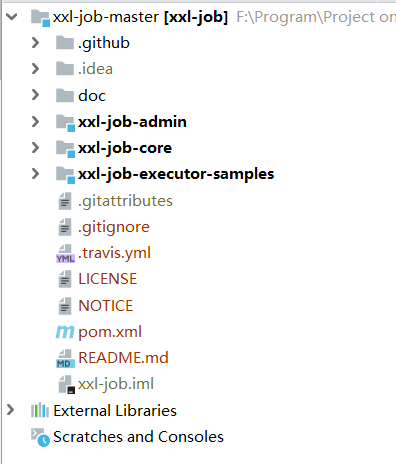 xxl-job-master [xxl-job] F:\Program\Project on
.github
.idea
doc
xxl-job-admin
xxl-job-core
xxl-job-executor-samples
.gitattributes
.gitignore
YML .travis.yml
LICENSE
NOTICE
m pom.xml
MD README.md
xxl-job.iml
External Libraries
Scratches and Consoles